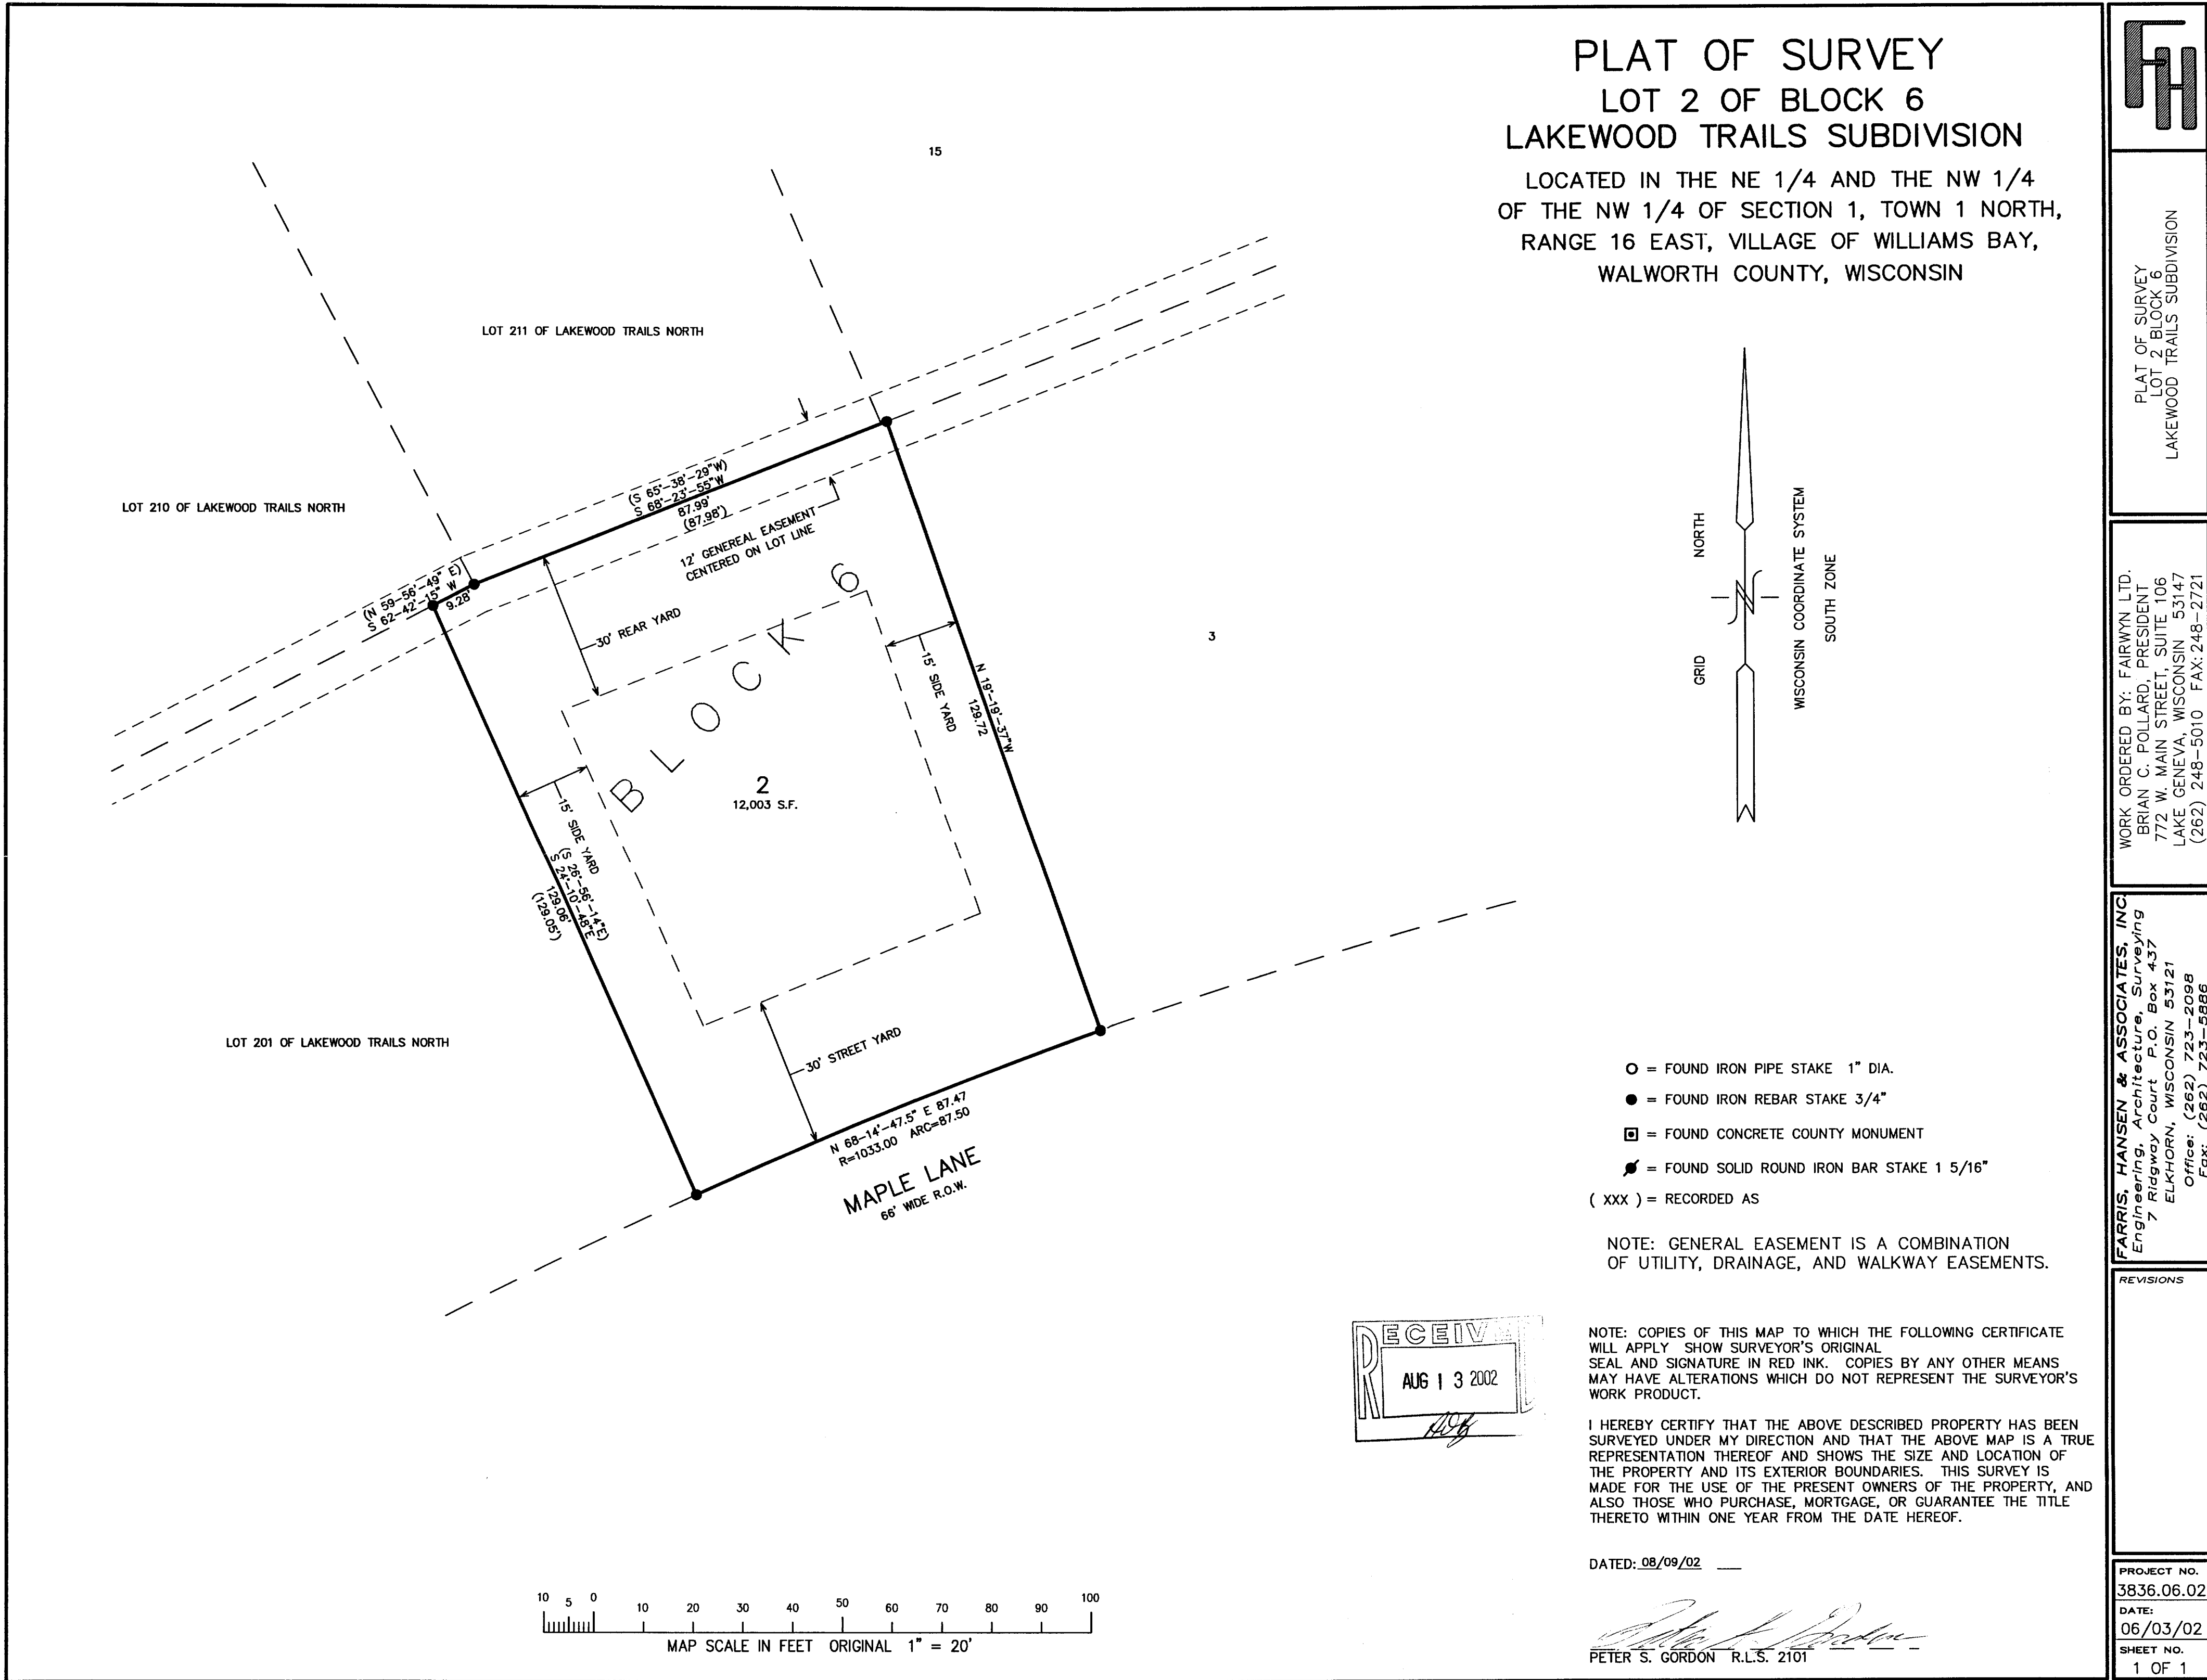 PLAT OF SURVEY
LOT 2 OF BLOCK 6
LAKEWOOD TRAILS SUBDIVISION
LOCATED IN THE NE 1/4 AND THE NW 1/4
OF THE NW 1/4 OF SECTION 1, TOWN 1 NORTH,
RANGE 16 EAST, VILLAGE OF WILLIAMS BAY,
WALWORTH COUNTY, WISCONSIN
15
LOT 211 OF LAKEWOOD TRAILS NORTH
LOT 210 OF LAKEWOOD TRAILS NORTH
(S 65°-38'-29"W)
S 68°-23'-55"W
87.99'
(87.98')
12' GENEREAL EASEMENT
CENTERED ON LOT LINE
(N 59-56'-49" E)
S 62-42'-15" W
9.28'
30' REAR YARD
BLOCK 6
15' SIDE YARD
N 19°-19'-37"W
129.72
3
2
12,003 S.F.
15' SIDE YARD
(S 26°-56'-14"E)
S 24°-10'-48"E
129.06'
(129.05')
LOT 201 OF LAKEWOOD TRAILS NORTH
30' STREET YARD
N 68-14'-47.5" E 87.47
R=1033.00 ARC=87.50
MAPLE LANE
66' WIDE R.O.W.
GRID NORTH
N
WISCONSIN COORDINATE SYSTEM
SOUTH ZONE
= FOUND IRON PIPE STAKE 1" DIA.
= FOUND IRON REBAR STAKE 3/4"
= FOUND CONCRETE COUNTY MONUMENT
= FOUND SOLID ROUND IRON BAR STAKE 1 5/16"
( XXX ) = RECORDED AS
NOTE: GENERAL EASEMENT IS A COMBINATION
OF UTILITY, DRAINAGE, AND WALKWAY EASEMENTS.
AUG 13 2002
NOTE: COPIES OF THIS MAP TO WHICH THE FOLLOWING CERTIFICATE
WILL APPLY SHOW SURVEYOR'S ORIGINAL
SEAL AND SIGNATURE IN RED INK. COPIES BY ANY OTHER MEANS
MAY HAVE ALTERATIONS WHICH DO NOT REPRESENT THE SURVEYOR'S
WORK PRODUCT.
I HEREBY CERTIFY THAT THE ABOVE DESCRIBED PROPERTY HAS BEEN
SURVEYED UNDER MY DIRECTION AND THAT THE ABOVE MAP IS A TRUE
REPRESENTATION THEREOF AND SHOWS THE SIZE AND LOCATION OF
THE PROPERTY AND ITS EXTERIOR BOUNDARIES. THIS SURVEY IS
MADE FOR THE USE OF THE PRESENT OWNERS OF THE PROPERTY, AND
ALSO THOSE WHO PURCHASE, MORTGAGE, OR GUARANTEE THE TITLE
THERETO WITHIN ONE YEAR FROM THE DATE HEREOF.
DATED: 08/09/02
PETER S. GORDON R.L.S. 2101
10 5 0 10 20 30 40 50 60 70 80 90 100
MAP SCALE IN FEET ORIGINAL 1" = 20'
FH
PLAT OF SURVEY
LOT 2 BLOCK 6
LAKEWOOD TRAILS SUBDIVISION
WORK ORDERED BY: FAIRWYN LTD.
BRIAN C. POLLARD, PRESIDENT
772 W. MAIN STREET, SUITE 106
LAKE GENEVA, WISCONSIN 53147
(262) 248-5010 FAX: 248-2721
FARRIS, HANSEN & ASSOCIATES, INC.
Engineering, Architecture, Surveying
7 Ridgway Court P.O. Box 437
ELKHORN, WISCONSIN 53121
Office: (262) 723-2098
Fax: (262) 723-5886
REVISIONS
PROJECT NO.
3836.06.02
DATE:
06/03/02
SHEET NO.
1 OF 1